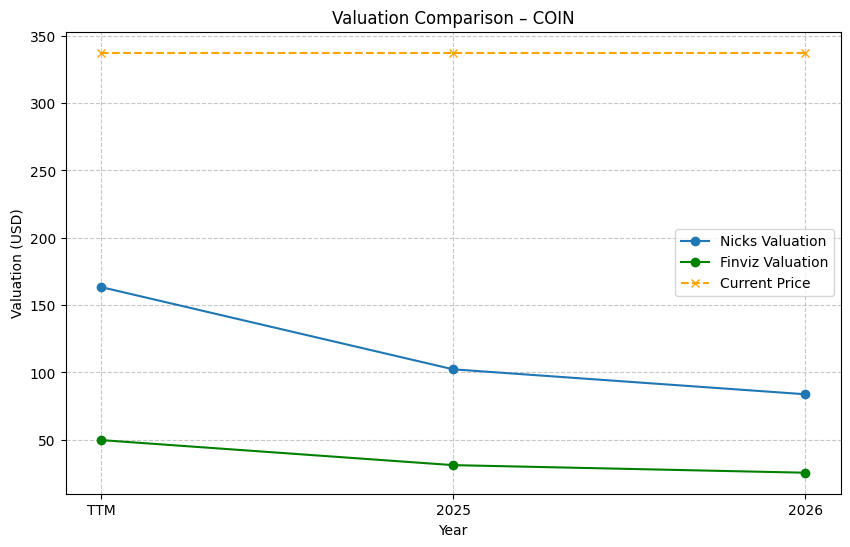 Valuation Comparison – COIN
Valuation (USD)
350
300
250
200
150
100
50
Nicks Valuation
Finviz Valuation
Current Price
TTM
2025
2026
Year